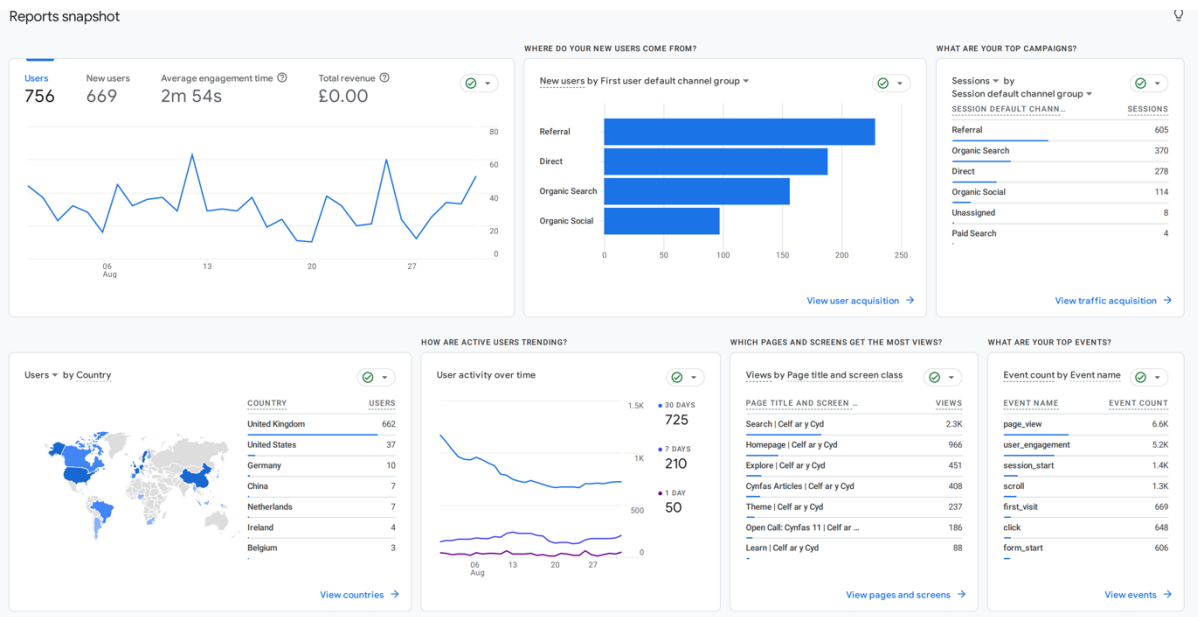 Reports snapshot
Users
756
New users
669
Average engagement time
2m 54s
Total revenue
£0.00
80
60
40
20
0
06
Aug
13
20
27
WHERE DO YOUR NEW USERS COME FROM?
New users by First user default channel group
Referral
Direct
Organic Search
Organic Social
0 50 100 150 200 250
View user acquisition
WHAT ARE YOUR TOP CAMPAIGNS?
Sessions by
Session default channel group
SESSION DEFAULT CHANN… SESSIONS
Referral 605
Organic Search 370
Direct 278
Organic Social 114
Unassigned 8
Paid Search 4
View traffic acquisition
Users by Country
COUNTRY USERS
United Kingdom 662
United States 37
Germany 10
China 7
Netherlands 7
Ireland 4
Belgium 3
View countries
HOW ARE ACTIVE USERS TRENDING?
User activity over time
1.5K
1K
500
0
06
Aug
13
20
27
30 DAYS
725
7 DAYS
210
1 DAY
50
WHICH PAGES AND SCREENS GET THE MOST VIEWS?
Views by Page title and screen class
PAGE TITLE AND SCREEN … VIEWS
Search | Celf ar y Cyd 2.3K
Homepage | Celf ar y Cyd 966
Explore | Celf ar y Cyd 451
Cynfas Articles | Celf ar y Cyd 408
Theme | Celf ar y Cyd 237
Open Call: Cynfas 11 | Celf ar … 186
Learn | Celf ar y Cyd 88
View pages and screens
WHAT ARE YOUR TOP EVENTS?
Event count by Event name
EVENT NAME EVENT COUNT
page_view 6.6K
user_engagement 5.2K
session_start 1.4K
scroll 1.3K
first_visit 669
click 648
form_start 606
View events